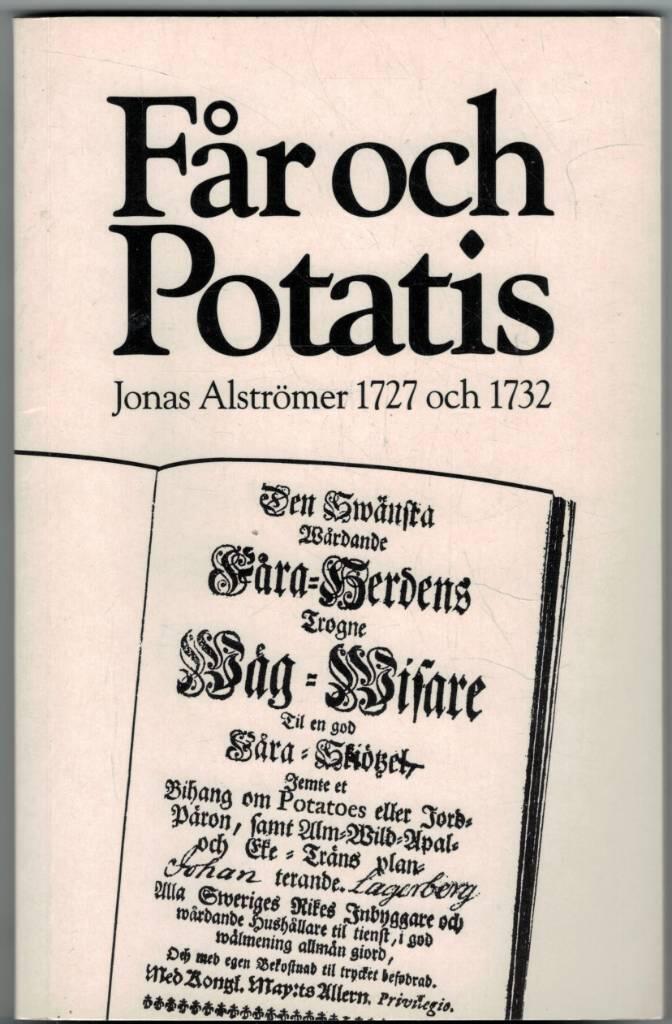 Får och
Potatis
Jonas Alströmer 1727 och 1732
Den Swänska
Wårdande
Fåra-Herdens
Trogne
Wäg-Wisare
Til en god
Fåra-Skiötzel,
Jemte et
Bihang om Potatoes eller Jord-
Päron, samt Alm-Wild-Apal-
och Eke-Träns plan-
Johan terande. Lagerberg
Alla Sweriges Rikes Inbyggare och
wårdande Hushållare til tienst, i god
wälmening allmän giord,
Och med egen Bekostnad til trycket befodrad.
Med Kongl. May:ts Allern. Privilegio.